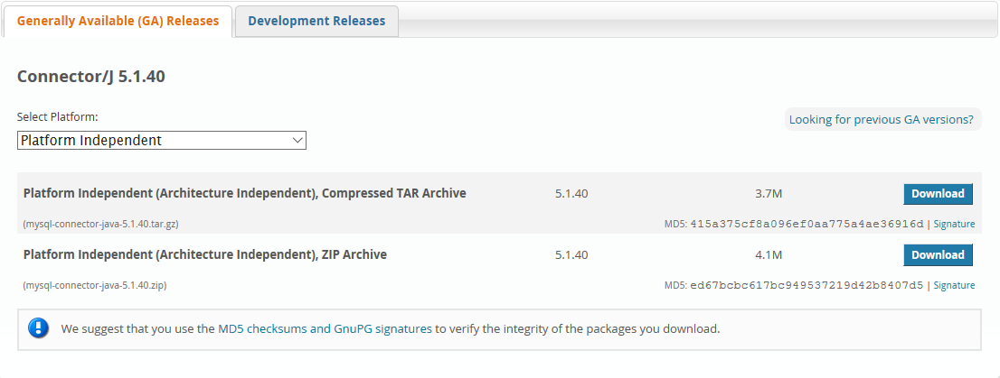 Generally Available (GA) Releases Development Releases
Connector/J 5.1.40
Select Platform:
Looking for previous GA versions?
Platform Independent
Platform Independent (Architecture Independent), Compressed TAR Archive 5.1.40 3.7M Download
(mysql-connector-java-5.1.40.tar.gz) MD5: 415a375cf8a096ef0aa775a4ae36916d | Signature
Platform Independent (Architecture Independent), ZIP Archive 5.1.40 4.1M Download
(mysql-connector-java-5.1.40.zip) MD5: ed67bcbc617bc949537219d42b8407d5 | Signature
We suggest that you use the MD5 checksums and GnuPG signatures to verify the integrity of the packages you download.